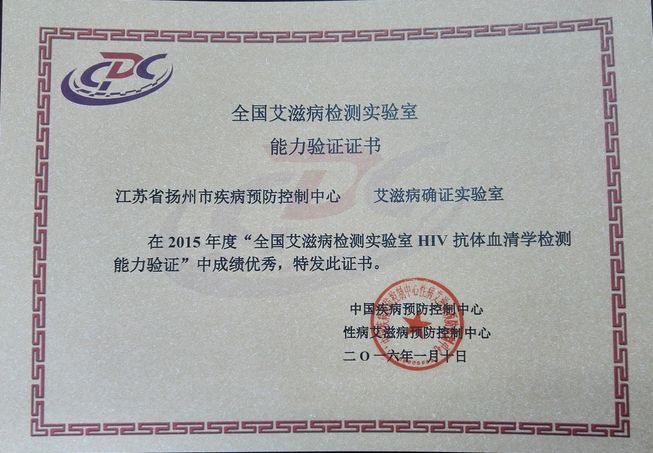 CDC
全国艾滋病检测实验室
能力验证证书
江苏省扬州市疾病预防控制中心 艾滋病确证实验室
在 2015 年度“全国艾滋病检测实验室 HIV 抗体血清学检测
能力验证”中成绩优秀，特发此证书。
中国疾病预防控制中心
性病艾滋病预防控制中心
二O一六年一月十日